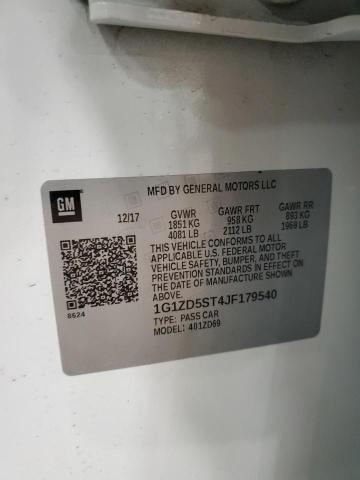 GM
MFD BY GENERAL MOTORS LLC
12/17 GVWR GAWR FRT GAWR RR
1851 KG 958 KG 893 KG
4081 LB 2112 LB 1969 LB
THIS VEHICLE CONFORMS TO ALL
APPLICABLE U.S. FEDERAL MOTOR
VEHICLE SAFETY, BUMPER, AND THEFT
PREVENTION STANDARDS IN EFFECT ON
THE DATE OF MANUFACTURE SHOWN ABOVE.
8624
1G1ZD5ST4JF179540
TYPE: PASS CAR
MODEL: 401ZD69